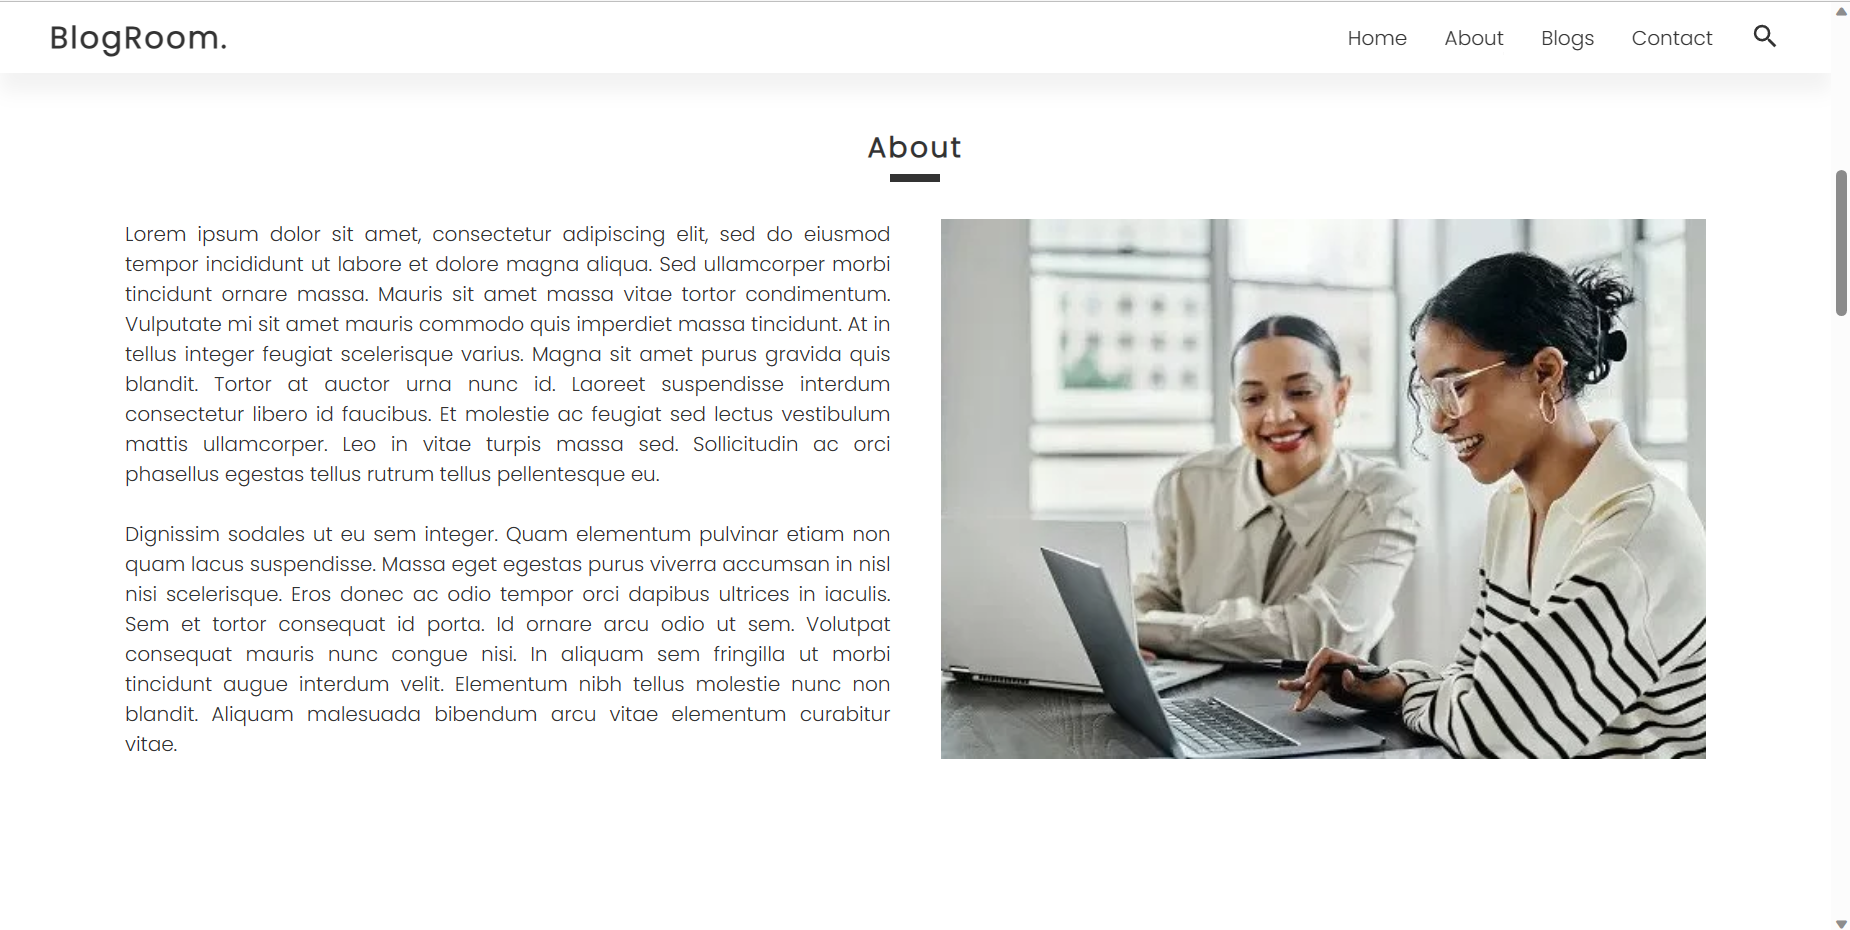 BlogRoom.
Home About Blogs Contact
About
Lorem ipsum dolor sit amet, consectetur adipiscing elit, sed do eiusmod
tempor incididunt ut labore et dolore magna aliqua. Sed ullamcorper morbi
tincidunt ornare massa. Mauris sit amet massa vitae tortor condimentum.
Vulputate mi sit amet mauris commodo quis imperdiet massa tincidunt. At in
tellus integer feugiat scelerisque varius. Magna sit amet purus gravida quis
blandit. Tortor at auctor urna nunc id. Laoreet suspendisse interdum
consectetur libero id faucibus. Et molestie ac feugiat sed lectus vestibulum
mattis ullamcorper. Leo in vitae turpis massa sed. Sollicitudin ac orci
phasellus egestas tellus rutrum tellus pellentesque eu.
Dignissim sodales ut eu sem integer. Quam elementum pulvinar etiam non
quam lacus suspendisse. Massa eget egestas purus viverra accumsan in nisl
nisi scelerisque. Eros donec ac odio tempor orci dapibus ultrices in iaculis.
Sem et tortor consequat id porta. Id ornare arcu odio ut sem. Volutpat
consequat mauris nunc congue nisi. In aliquam sem fringilla ut morbi
tincidunt augue interdum velit. Elementum nibh tellus molestie nunc non
blandit. Aliquam malesuada bibendum arcu vitae elementum curabitur
vitae.